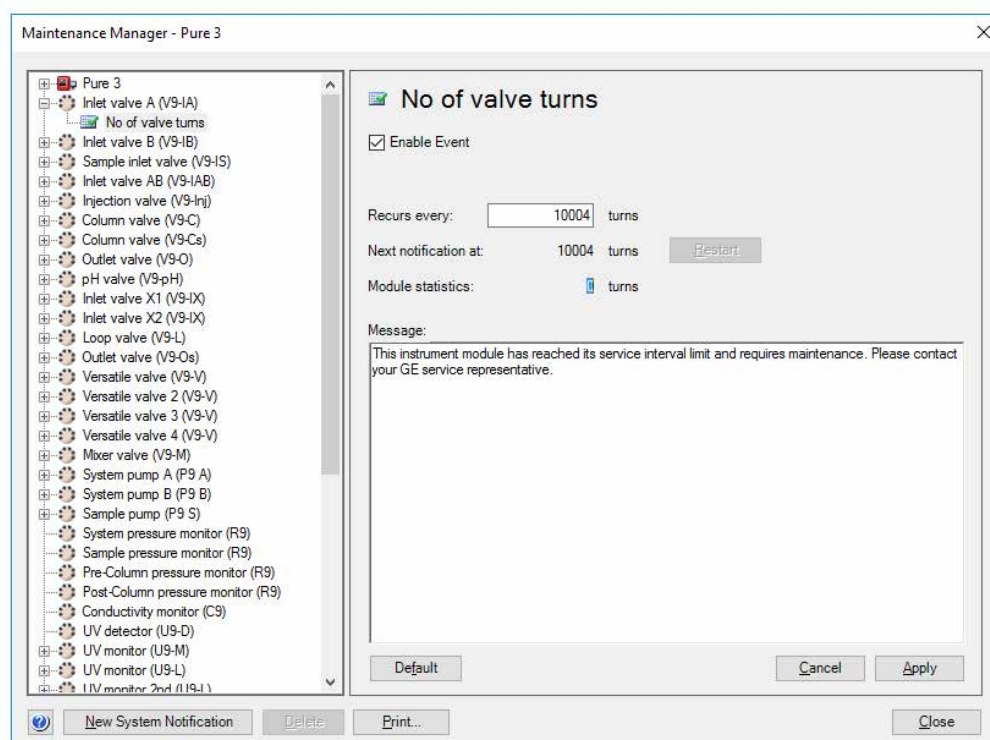 Maintenance Manager - Pure 3
Pure 3
Inlet valve A (V9-IA)
No of valve turns
Inlet valve B (V9-IB)
Sample inlet valve (V9-IS)
Inlet valve AB (V9-IAB)
Injection valve (V9-Inj)
Column valve (V9-C)
Column valve (V9-Cs)
Outlet valve (V9-O)
pH valve (V9-pH)
Inlet valve X1 (V9-IX)
Inlet valve X2 (V9-IX)
Loop valve (V9-L)
Outlet valve (V9-Os)
Versatile valve (V9-V)
Versatile valve 2 (V9-V)
Versatile valve 3 (V9-V)
Versatile valve 4 (V9-V)
Mixer valve (V9-M)
System pump A (P9 A)
System pump B (P9 B)
Sample pump (P9 S)
System pressure monitor (R9)
Sample pressure monitor (R9)
Pre-Column pressure monitor (R9)
Post-Column pressure monitor (R9)
Conductivity monitor (C9)
UV detector (U9-D)
UV monitor (U9-M)
UV monitor (U9-L)
UV monitor 2nd (U9-L)
No of valve turns
Enable Event
Recurs every: 10004 turns
Next notification at: 10004 turns Restart
Module statistics: 0 turns
Message:
This instrument module has reached its service interval limit and requires maintenance. Please contact
your GE service representative.
Default Cancel Apply
New System Notification Delete Print... Close